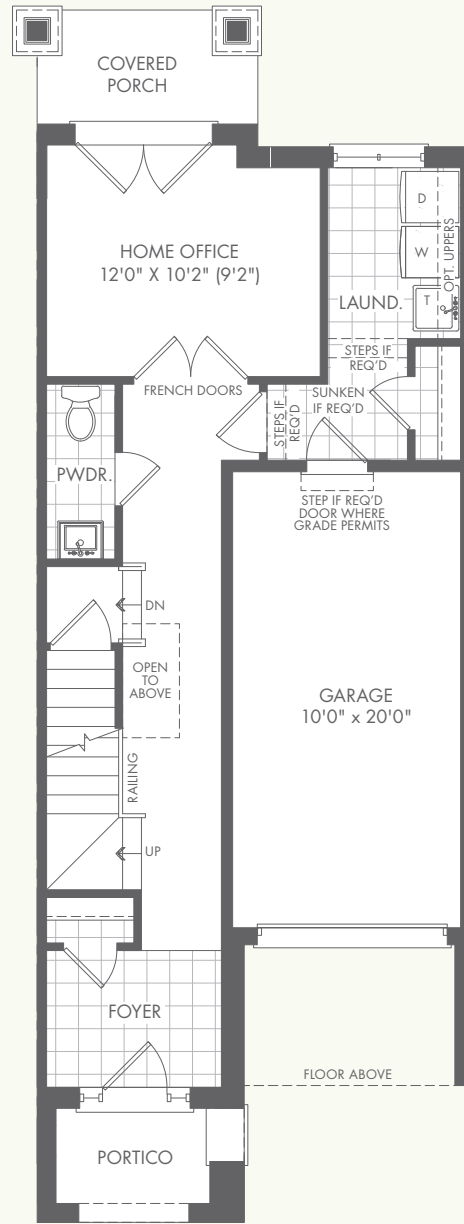 COVERED
PORCH
HOME OFFICE
12'0" X 10'2" (9'2")
D
W
T
OPT. UPPERS
LAUND.
STEPS IF
REQ'D
FRENCH DOORS
STEPS IF
REQ'D
SUNKEN
IF REQ'D
PWDR.
STEP IF REQ'D
DOOR WHERE
GRADE PERMITS
DN
OPEN
TO
ABOVE
GARAGE
10'0" x 20'0"
RAILING
UP
FOYER
FLOOR ABOVE
PORTICO